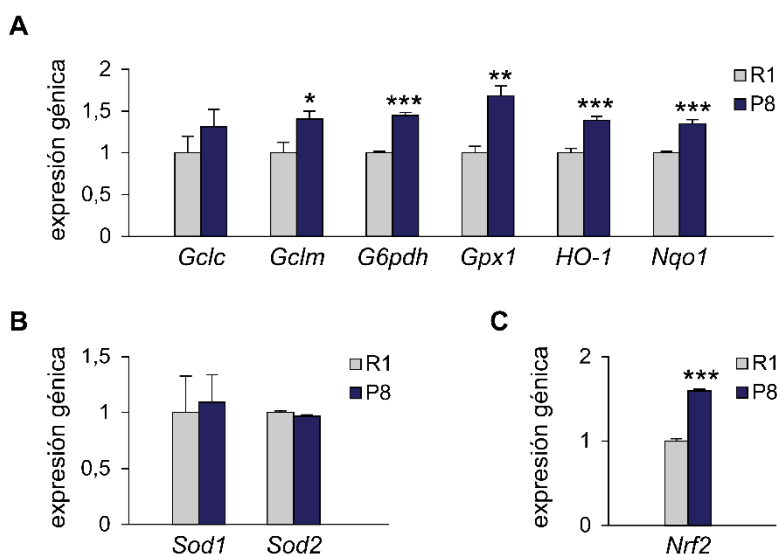 A
expresión génica
2
1,5
1
0,5
0
*
***
**
***
***
R1
P8
Gclc Gclm G6pdh Gpx1 HO-1 Nqo1
B
expresión génica
1,5
1
0,5
0
R1
P8
Sod1 Sod2
C
expresión génica
2
1
0
***
R1
P8
Nrf2